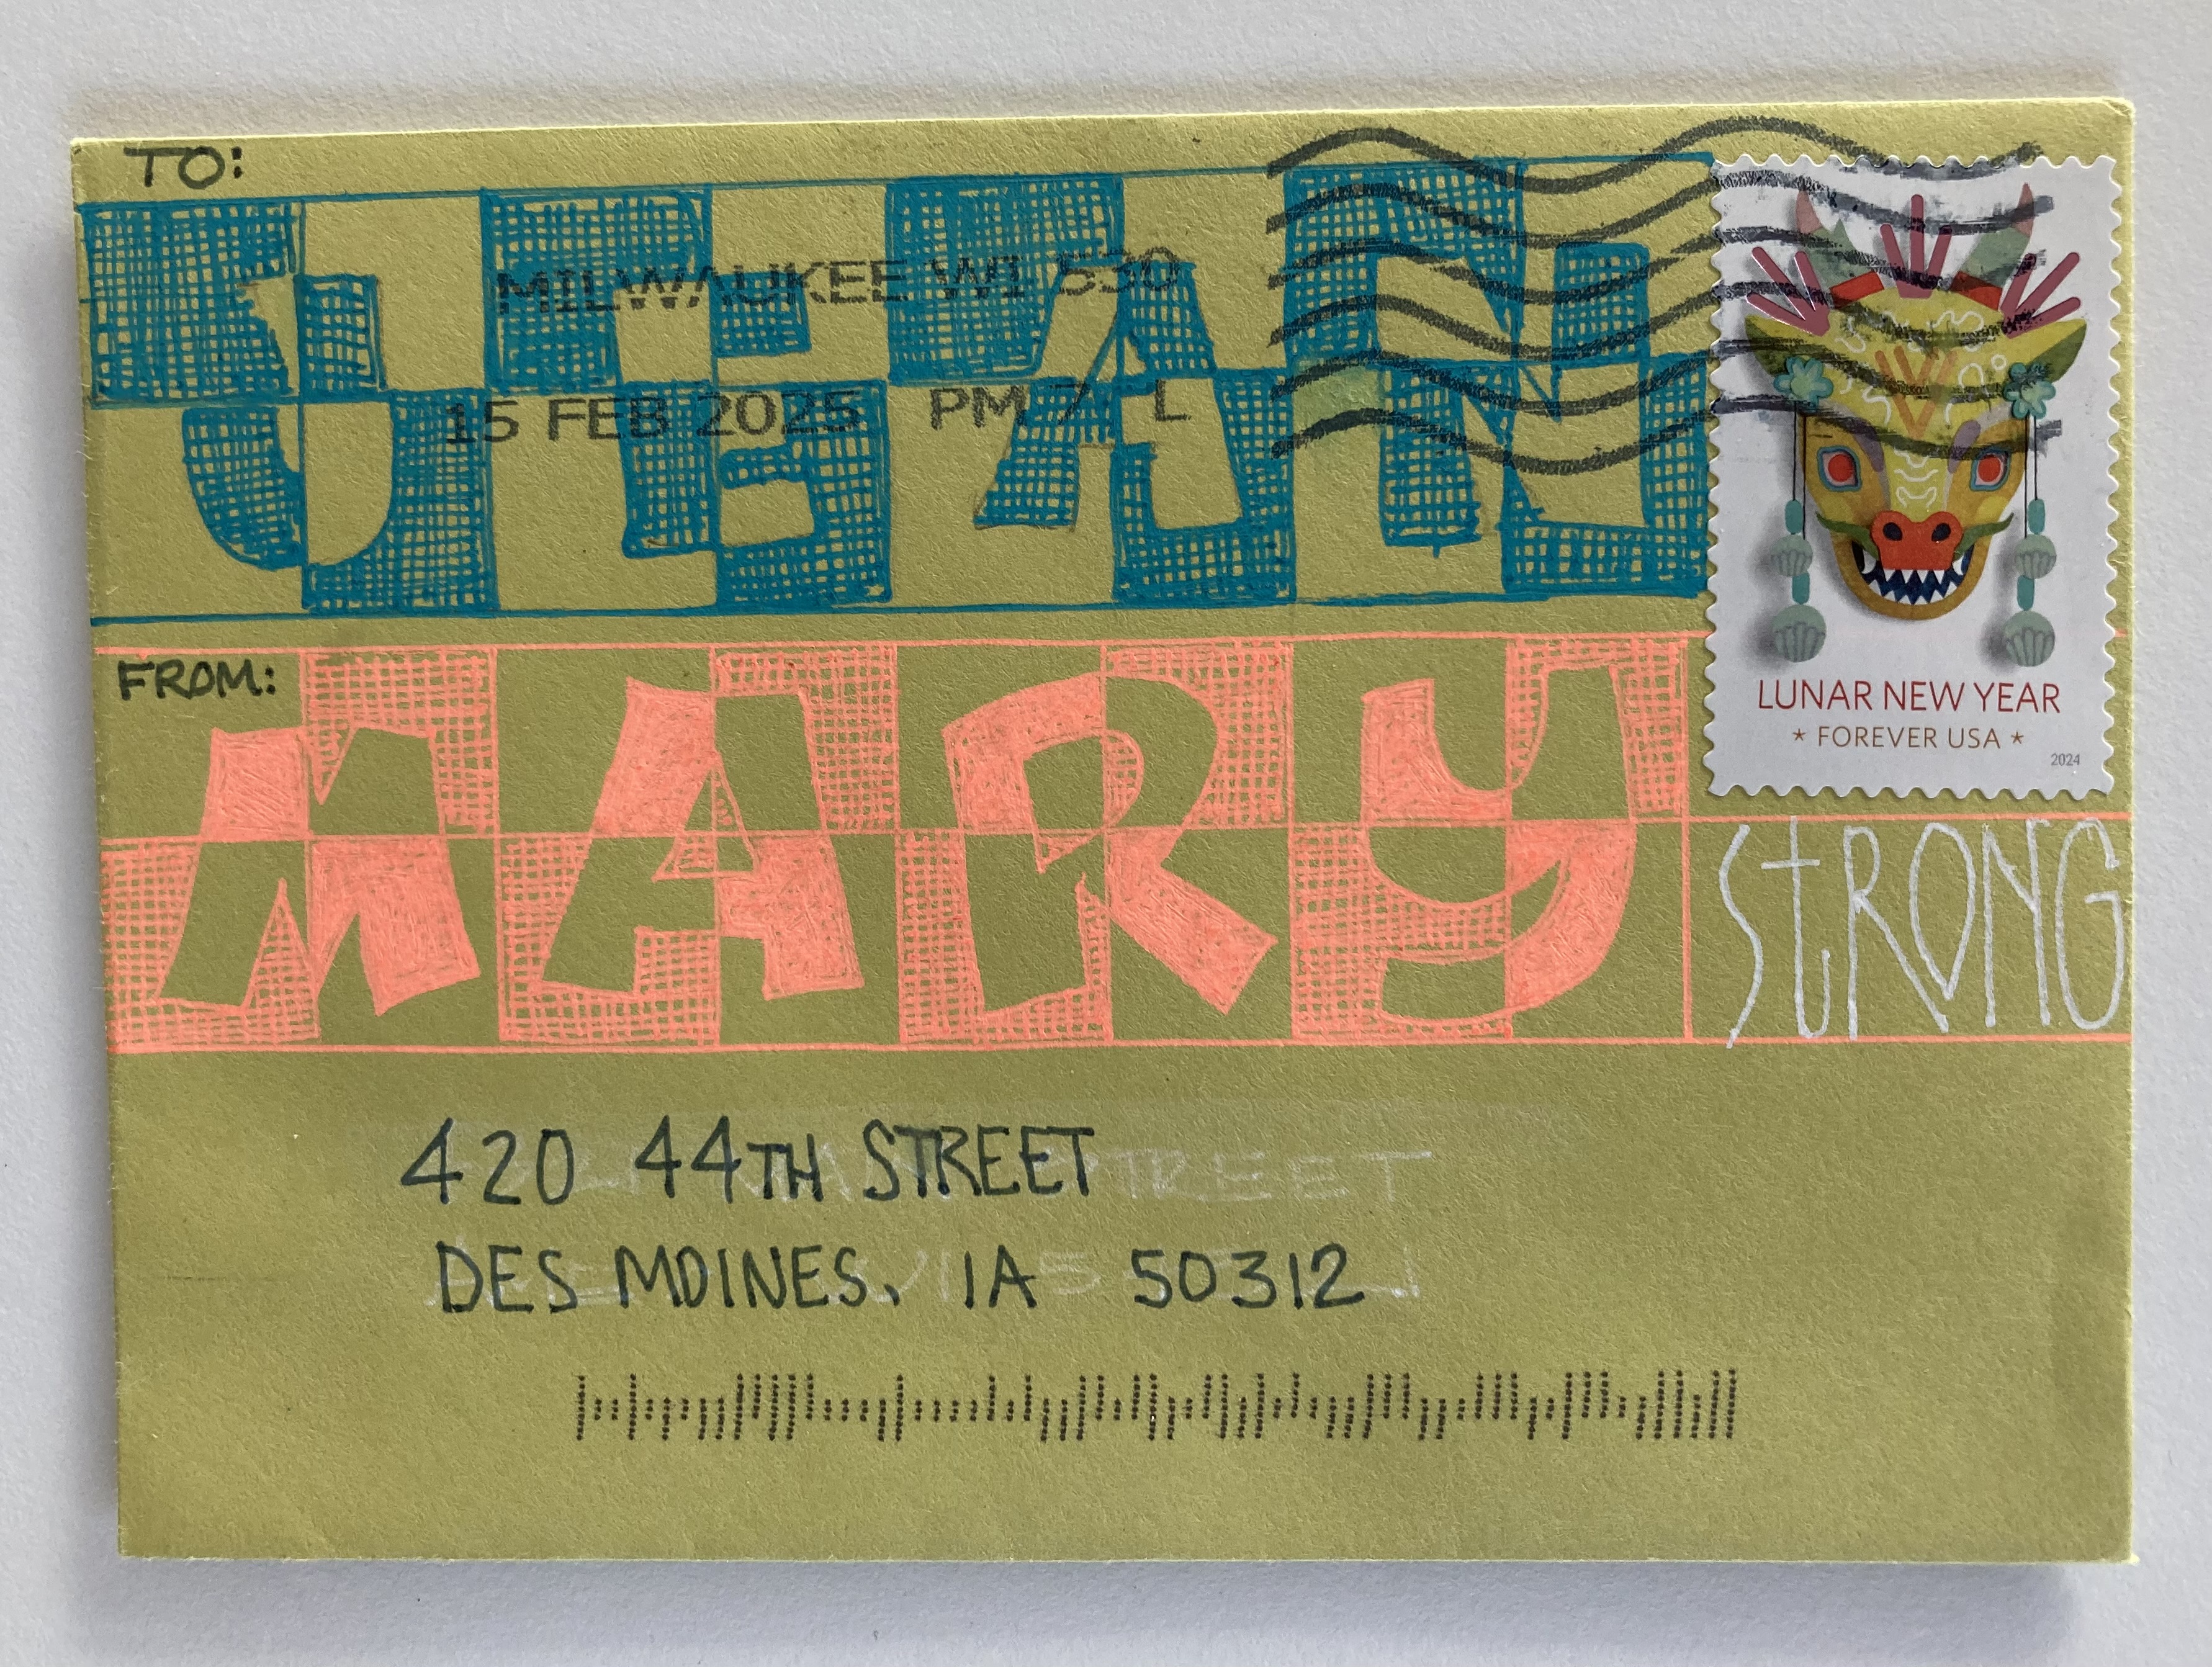 TO:
JEAN
MILWAUKEE WI 530
15 FEB 2025 PM 7 L
LUNAR NEW YEAR
* FOREVER USA *
2024
FROM:
MARY
STRONG
420 44TH STREET
DES MOINES, IA 50312